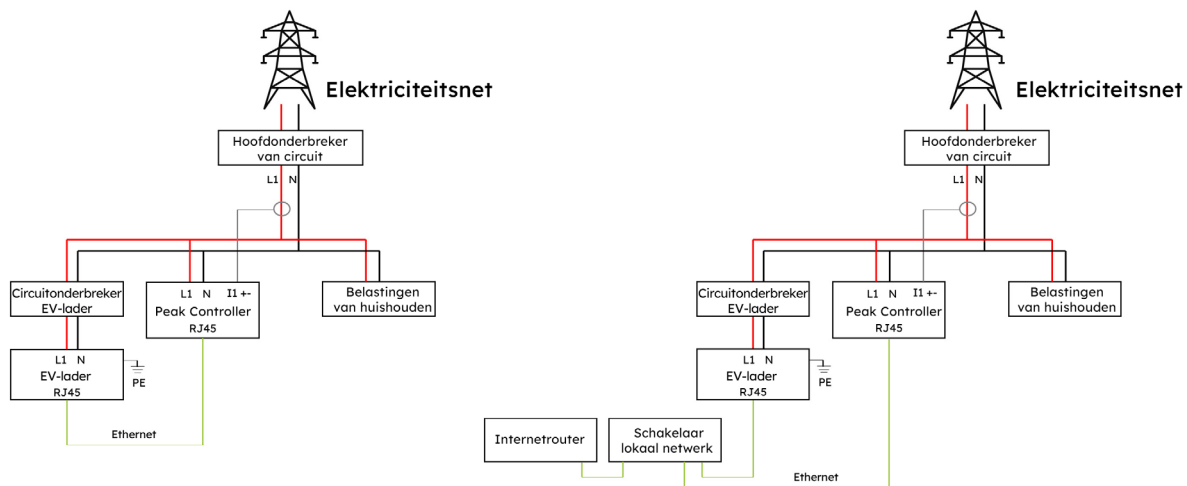 Elektriciteitsnet
Hoofdonderbreker
van circuit
L1 N
Circuitonderbreker
EV-lader
L1 N I1 +-
Peak Controller
RJ45
Belastingen
van huishouden
L1 N
EV-lader
RJ45
PE
Ethernet
Elektriciteitsnet
Hoofdonderbreker
van circuit
L1 N
Circuitonderbreker
EV-lader
L1 N I1 +-
Peak Controller
RJ45
Belastingen
van huishouden
L1 N
EV-lader
RJ45
PE
Internetrouter
Schakelaar
lokaal netwerk
Ethernet